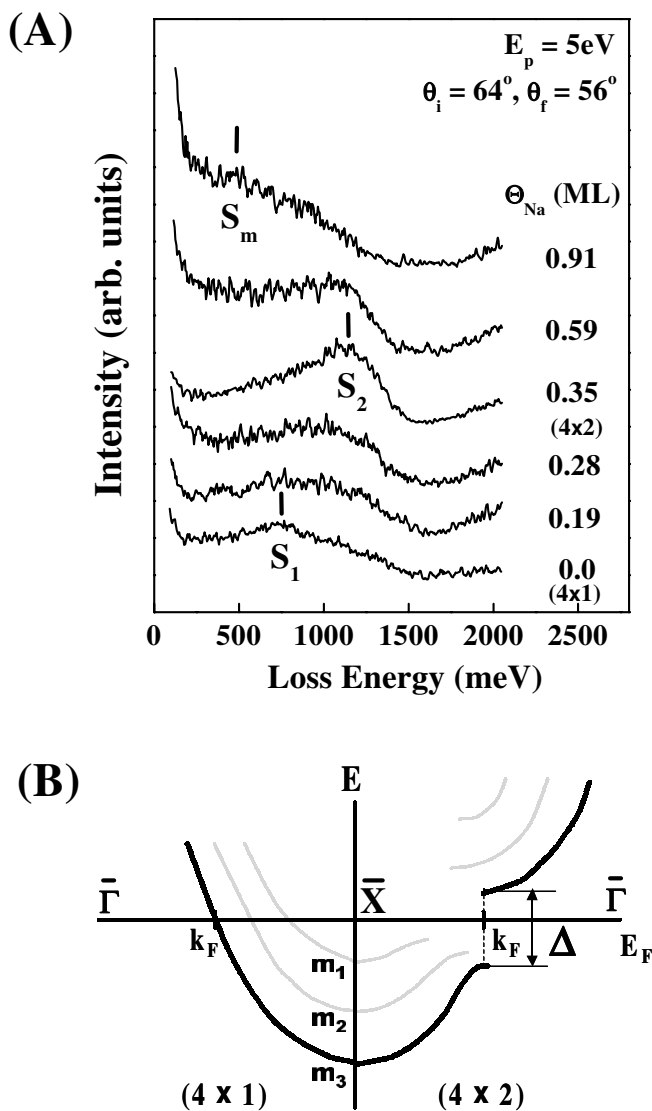 (A)
E_p = 5eV
θ_i = 64°, θ_f = 56°
Θ_Na (ML)
S_m
0.91
0.59
S_2
0.35
(4x2)
0.28
0.19
S_1
0.0
(4x1)
Intensity (arb. units)
0 500 1000 1500 2000 2500
Loss Energy (meV)
(B)
E
Γ̄ X̄ Γ̄
k_F k_F Δ E_F
m_1
m_2
m_3
(4 x 1) (4 x 2)